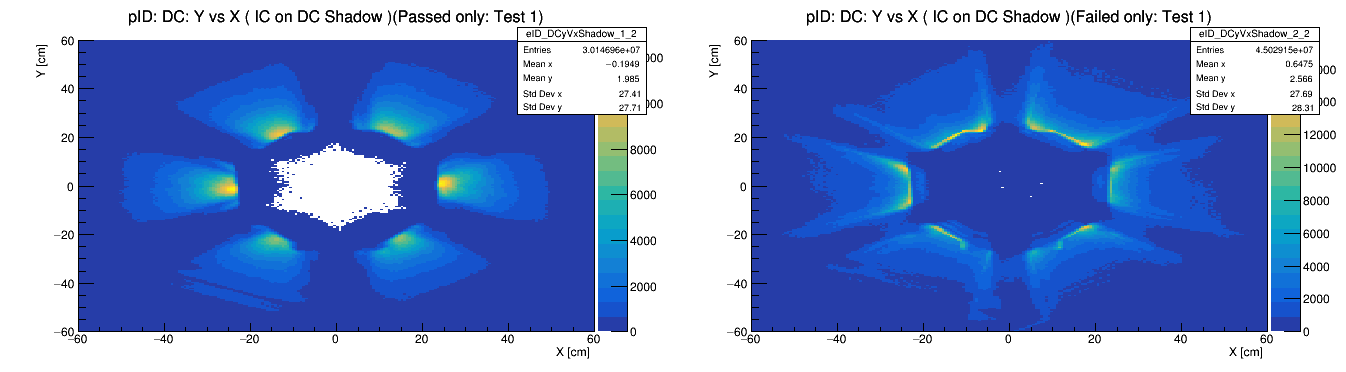 pID: DC: Y vs X ( IC on DC Shadow )(Passed only: Test 1)
eID_DCyVxShadow_1_2
Entries 3.014696e+07
Mean x −0.1949
Mean y 1.985
Std Dev x 27.41
Std Dev y 27.71
Y [cm]
60
40
20
0
−20
−40
−60
−60 −40 −20 0 20 40 60
X [cm]
8000
6000
4000
2000
0
pID: DC: Y vs X ( IC on DC Shadow )(Failed only: Test 1)
eID_DCyVxShadow_2_2
Entries 4.502915e+07
Mean x 0.6475
Mean y 2.566
Std Dev x 27.69
Std Dev y 28.31
Y [cm]
60
40
20
0
−20
−40
−60
−60 −40 −20 0 20 40 60
X [cm]
12000
10000
8000
6000
4000
2000
0